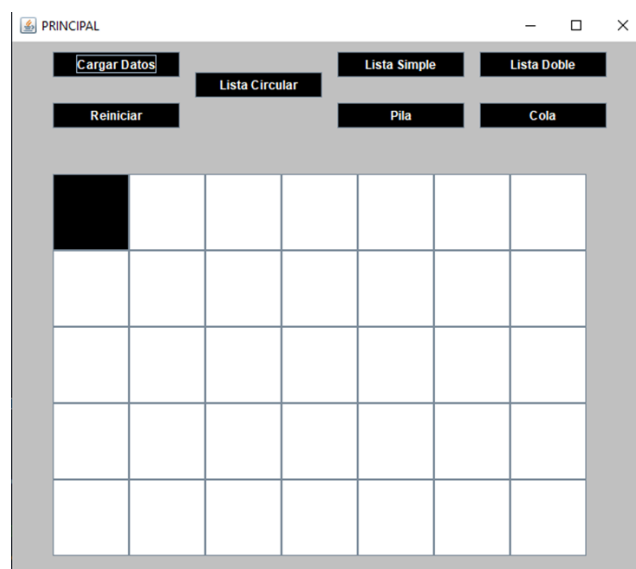 PRINCIPAL
Cargar Datos
Lista Circular
Lista Simple
Lista Doble
Reiniciar
Pila
Cola